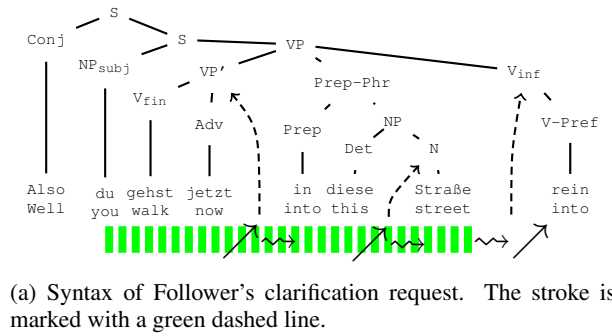 S
Conj
NPsubj S VP
VP' Vinf
Prep-Phr
Vfin
Adv Prep NP V-Pref
Det N
Also du gehst jetzt in diese Straße rein
Well you walk now into this street into
(a) Syntax of Follower's clarification request. The stroke is
marked with a green dashed line.